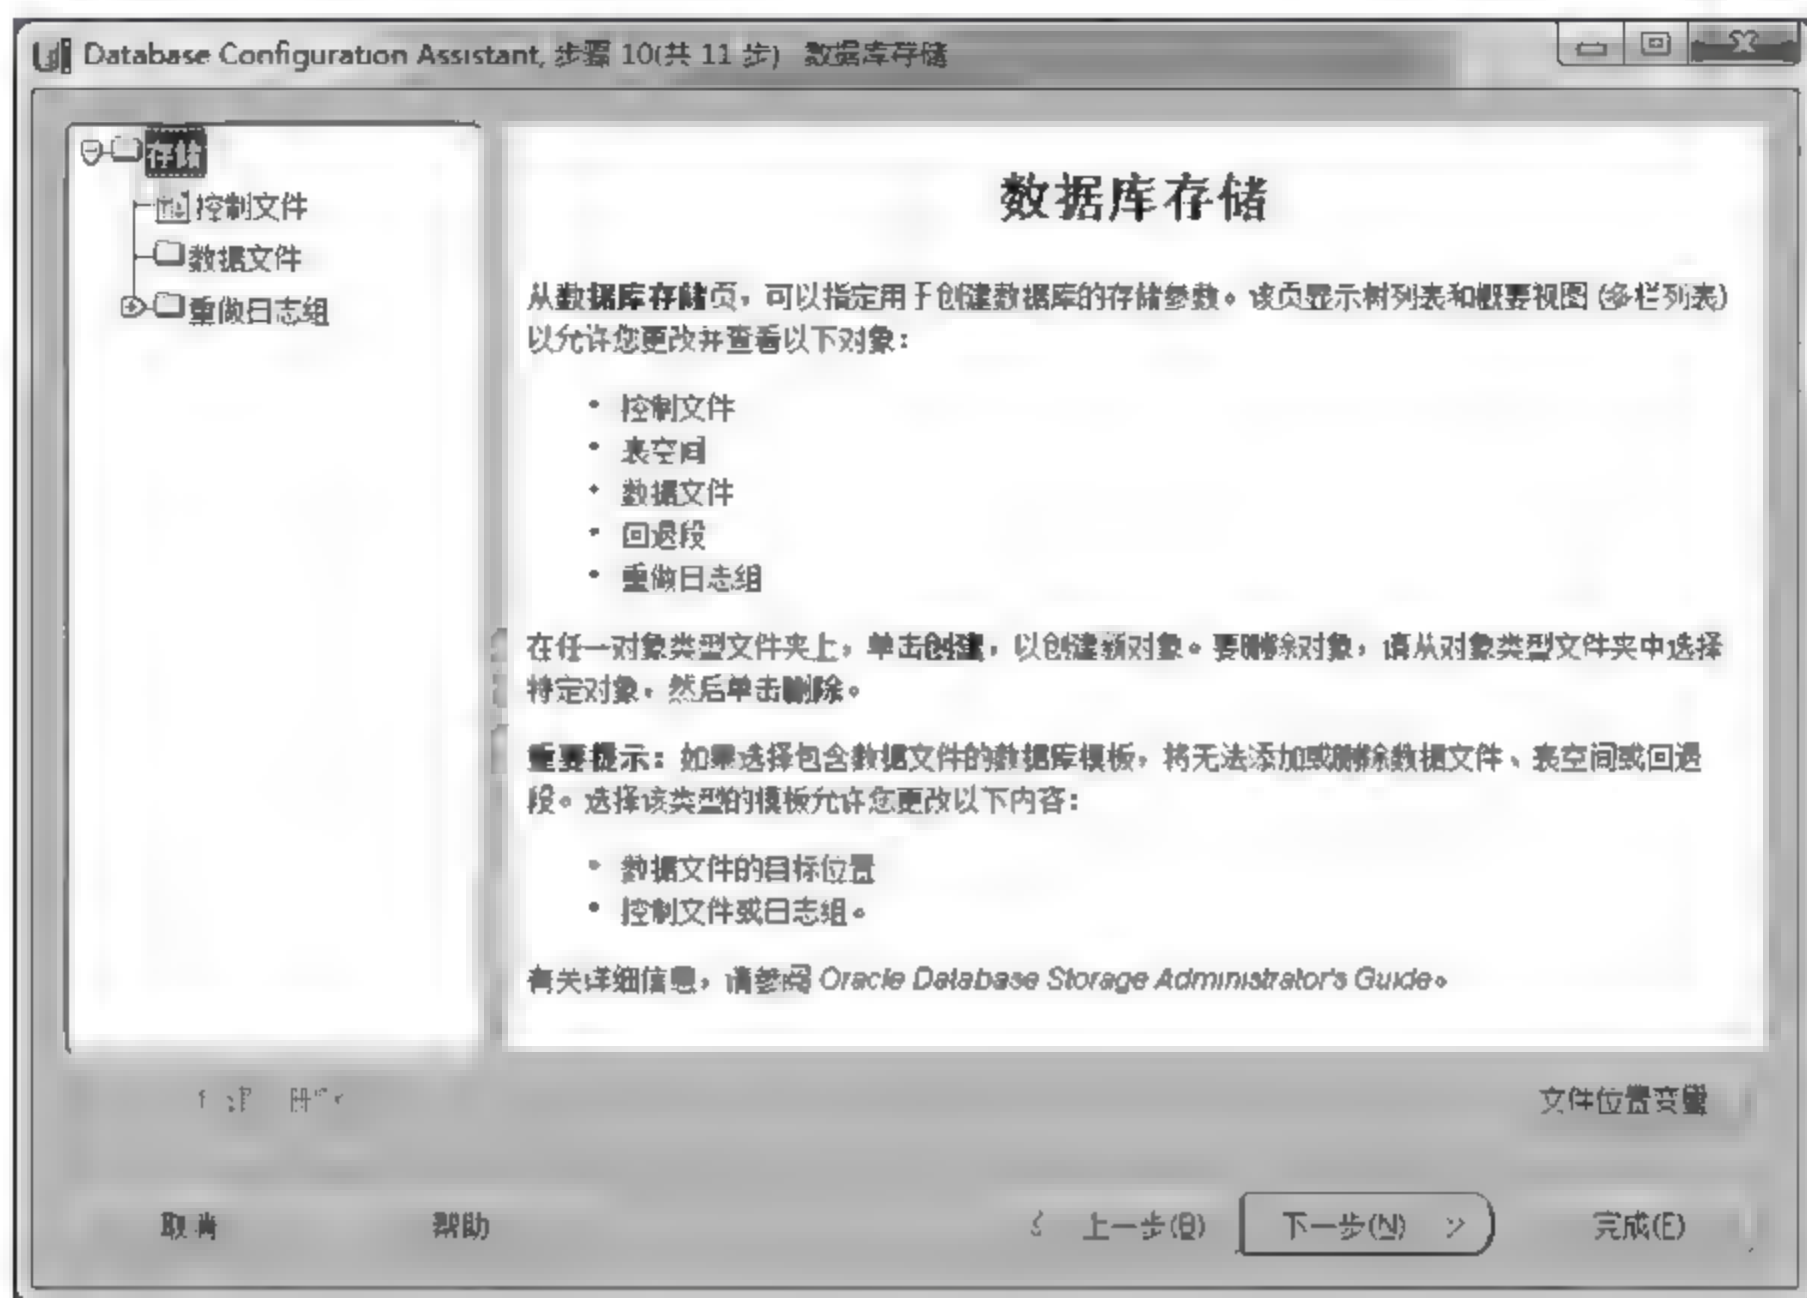 Database Configuration Assistant, 步骤 10(共 11 步) 数据库存储
存储
控制文件
数据文件
重做日志组
数据库存储
从数据库存储页，可以指定用于创建数据库的存储参数。该页显示树列表和概要视图 (多栏列表)
以允许您更改并查看以下对象：
• 控制文件
• 表空间
• 数据文件
• 回退段
• 重做日志组
在任一对象类型文件夹上，单击创建，以创建新对象。要删除对象，请从对象类型文件夹中选择
特定对象，然后单击删除。
重要提示：如果选择包含数据文件的数据库模板，将无法添加或删除数据文件、表空间或回退
段。选择该类型的模板允许您更改以下内容：
• 数据文件的目标位置
• 控制文件或日志组。
有关详细信息，请参阅 Oracle Database Storage Administrator's Guide。
文件位置变量
取消 帮助 上一步(B) 下一步(N) 完成(F)